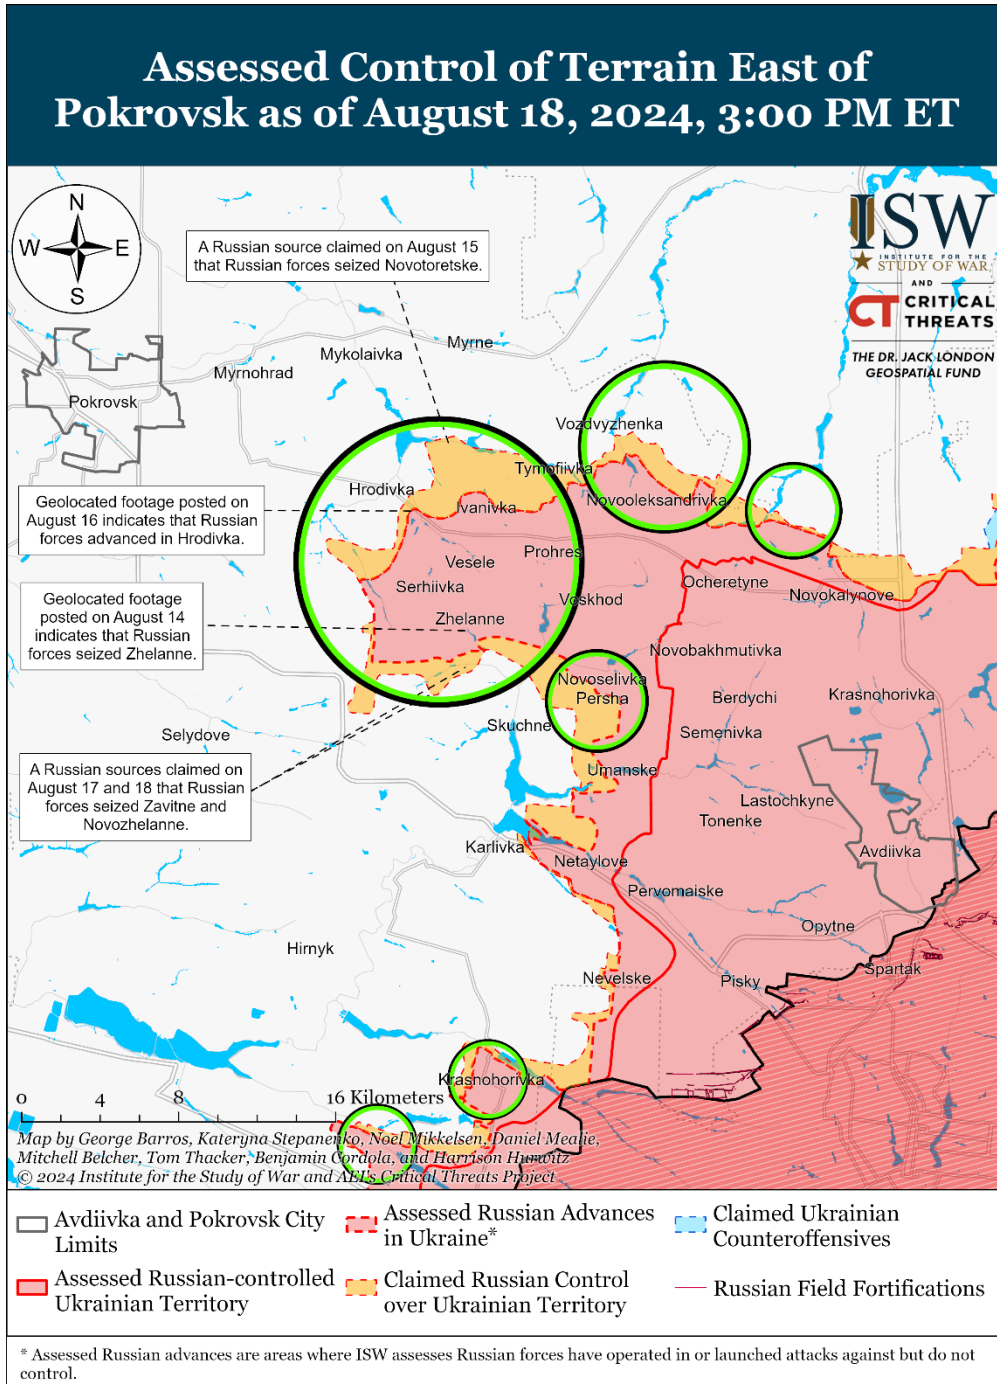 Assessed Control of Terrain East of
Pokrovsk as of August 18, 2024, 3:00 PM ET
N
W
E
S
A Russian source claimed on August 15
that Russian forces seized Novotoretske.
ISW
INSTITUTE FOR THE
STUDY OF WAR
AND
CT CRITICAL
THREATS
THE DR. JACK LONDON
GEOSPATIAL FUND
Myrne
Mykolaivka
Myrnohrad
Pokrovsk
Vozdvyzhenka
Tymofiivka
Hrodivka
Novooleksandrivka
Ivanivka
Geolocated footage posted on
August 16 indicates that Russian
forces advanced in Hrodivka.
Prohres
Vesele
Serhiivka
Ocheretyne
Novokalynove
Voskhod
Zhelanne
Geolocated footage
posted on August 14
indicates that Russian
forces seized Zhelanne.
Novobakhmutivka
Novoselivka
Persha
Berdychi
Krasnohorivka
Skuchne
Semenivka
Selydove
A Russian sources claimed on
August 17 and 18 that Russian
forces seized Zavitne and
Novozhelanne.
Umanske
Lastochkyne
Tonenke
Karlivka
Netaylove
Avdiivka
Pervomaiske
Opytne
Hirnyk
Spartak
Nevelske
Pisky
Krasnohorivka
0 4 8 16 Kilometers
Map by George Barros, Kateryna Stepanenko, Noel Mikkelsen, Daniel Mealie,
Mitchell Belcher, Tom Thacker, Benjamin Cordola, and Harrison Hurwitz
© 2024 Institute for the Study of War and AEI's Critical Threats Project
Avdiivka and Pokrovsk City
Limits
Assessed Russian Advances
in Ukraine*
Claimed Ukrainian
Counteroffensives
Assessed Russian-controlled
Ukrainian Territory
Claimed Russian Control
over Ukrainian Territory
Russian Field Fortifications
* Assessed Russian advances are areas where ISW assesses Russian forces have operated in or launched attacks against but do not
control.